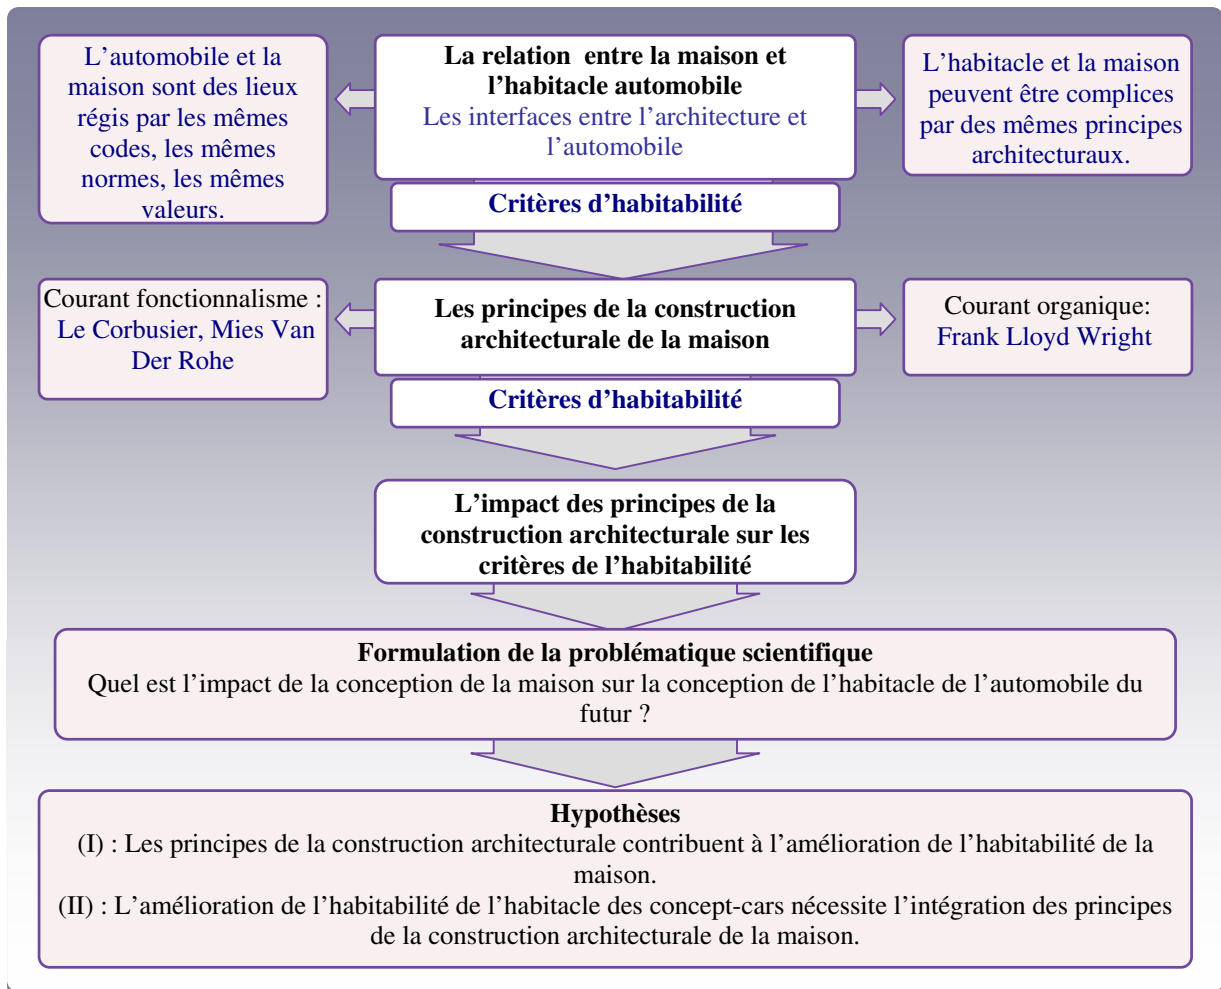 L’automobile et la
maison sont des lieux
régis par les mêmes
codes, les mêmes
normes, les mêmes
valeurs.
La relation entre la maison et
l’habitacle automobile
Les interfaces entre l’architecture et
l’automobile
L’habitacle et la maison
peuvent être complices
par des mêmes principes
architecturaux.
Critères d’habitabilité
Courant fonctionnalisme :
Le Corbusier, Mies Van
Der Rohe
Les principes de la construction
architecturale de la maison
Courant organique:
Frank Lloyd Wright
Critères d’habitabilité
L’impact des principes de la
construction architecturale sur les
critères de l’habitabilité
Formulation de la problématique scientifique
Quel est l’impact de la conception de la maison sur la conception de l’habitacle de l’automobile du
futur ?
Hypothèses
(I) : Les principes de la construction architecturale contribuent à l’amélioration de l’habitabilité de la
maison.
(II) : L’amélioration de l’habitabilité de l’habitacle des concept-cars nécessite l’intégration des principes
de la construction architecturale de la maison.